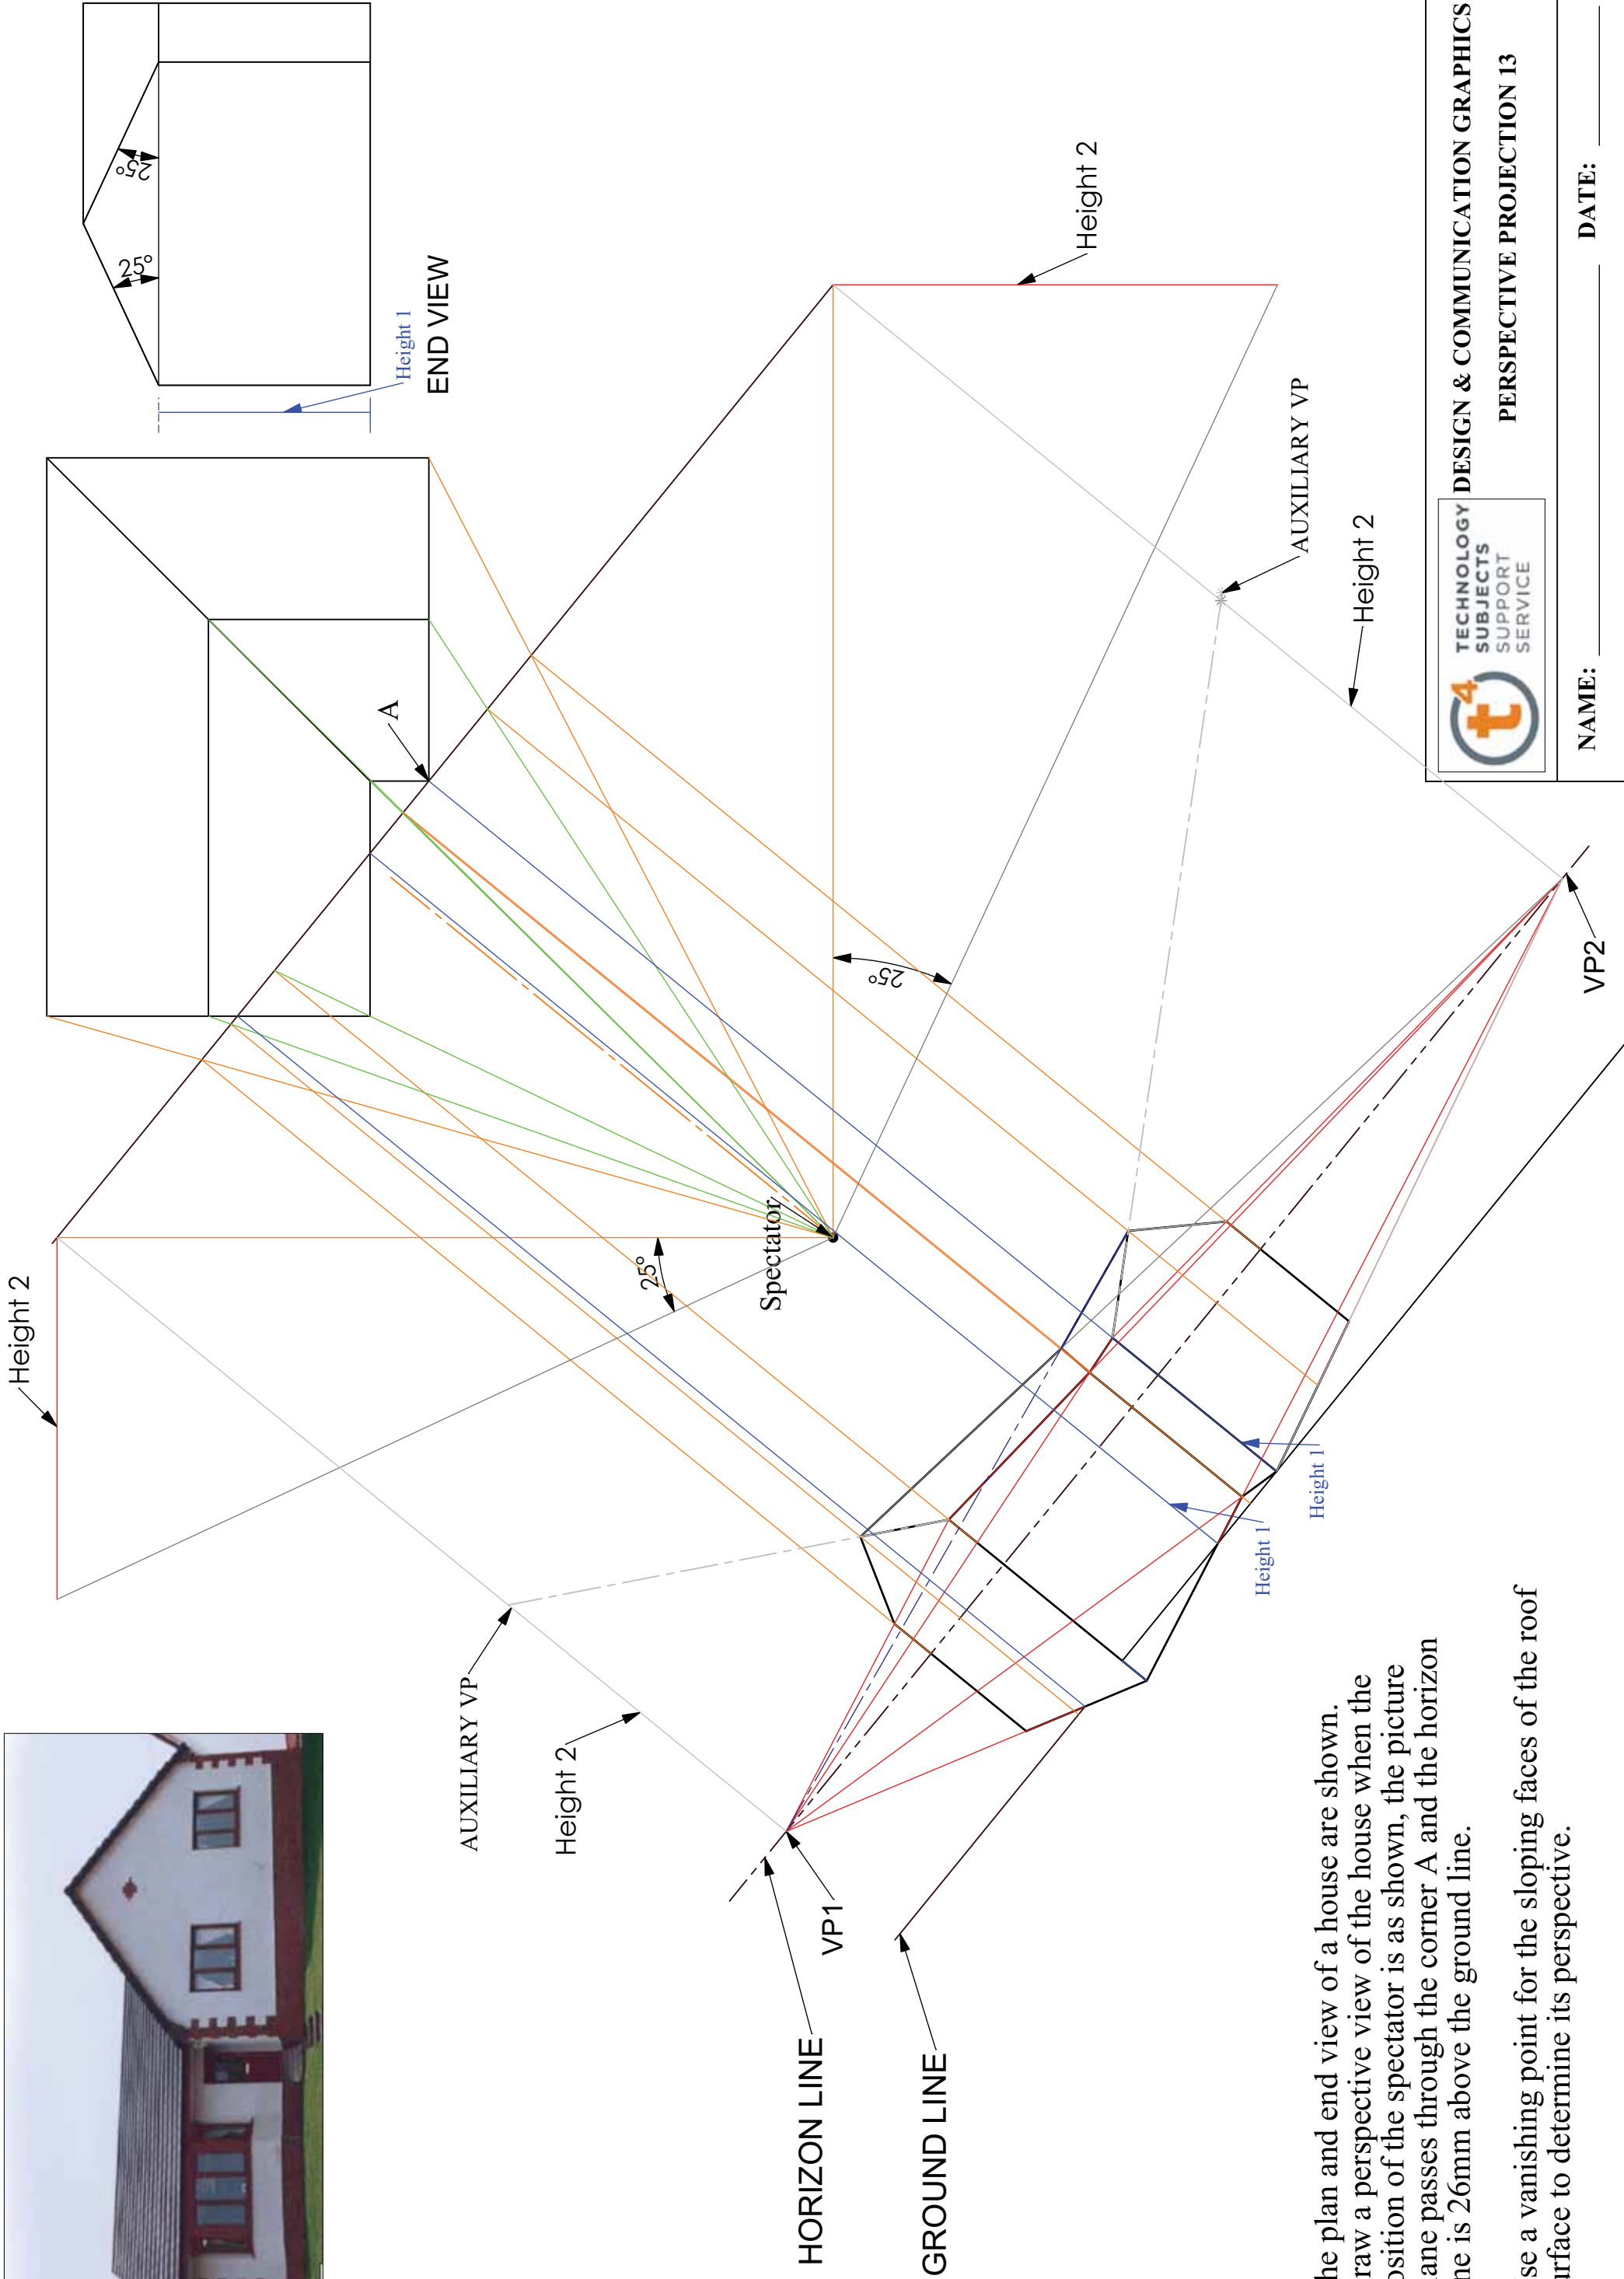 he plan and end view of a house are shown.
raw a perspective view of the house when the
osition of the spectator is as shown, the picture
ane passes through the corner A and the horizon
ne is 26mm above the ground line.
se a vanishing point for the sloping faces of the roof
urface to determine its perspective.
HORIZON LINE
GROUND LINE
VP1
AUXILIARY VP
Height 2
Height 2
25°
Spectator
A
25°
25°
Height 1
END VIEW
25°
Height 2
AUXILIARY VP
Height 2
VP2
Height 1
Height 1
t4
TECHNOLOGY
SUBJECTS
SUPPORT
SERVICE
DESIGN & COMMUNICATION GRAPHICS
PERSPECTIVE PROJECTION 13
NAME:
DATE: